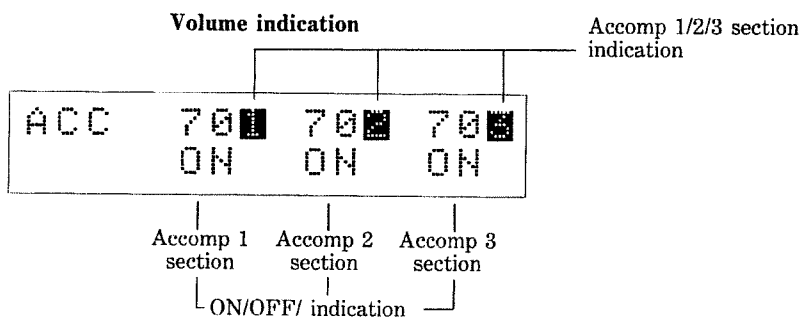 Volume indication
Accomp 1/2/3 section
indication
ACC 70 1 70 2 70 3
ON ON ON
Accomp 1
section
Accomp 2
section
Accomp 3
section
ON/OFF/ indication